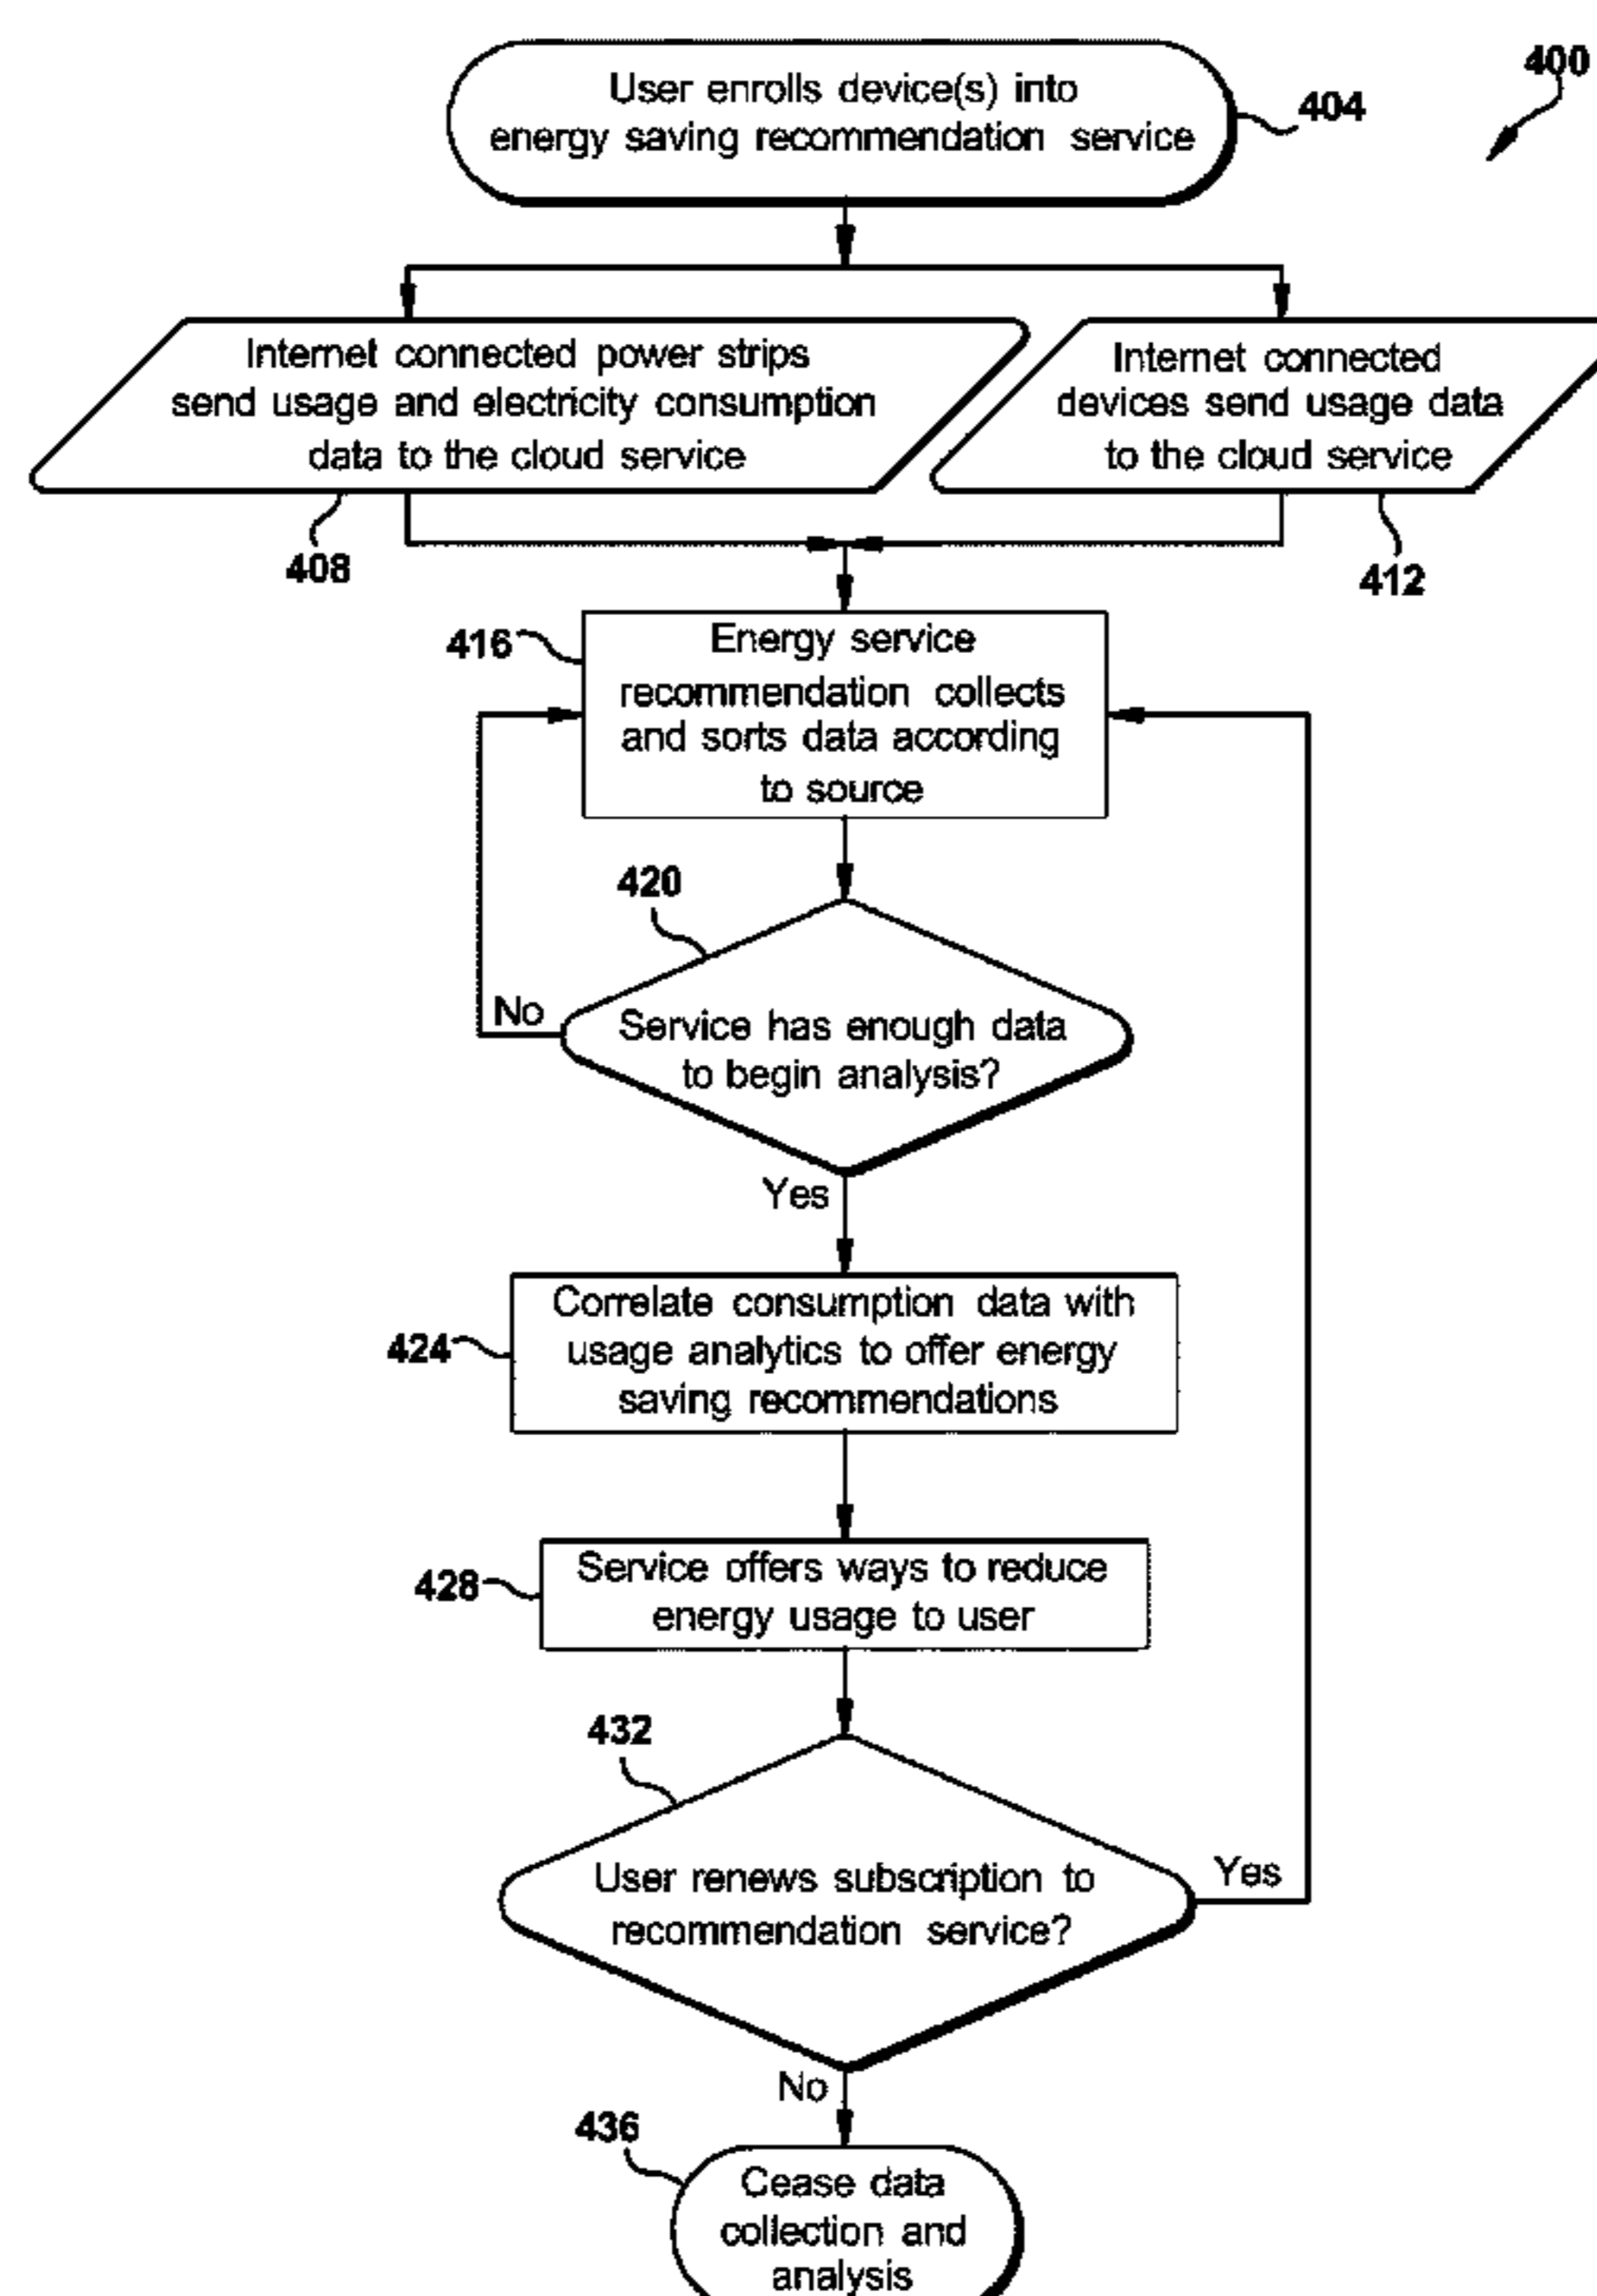 400
User enrolls device(s) into
energy saving recommendation service
404
Internet connected power strips
send usage and electricity consumption
data to the cloud service
408
Internet connected
devices send usage data
to the cloud service
412
416
Energy service
recommendation collects
and sorts data according
to source
420
No
Service has enough data
to begin analysis?
Yes
424
Correlate consumption data with
usage analytics to offer energy
saving recommendations
428
Service offers ways to reduce
energy usage to user
432
User renews subscription to
recommendation service?
Yes
No
436
Cease data
collection and
analysis